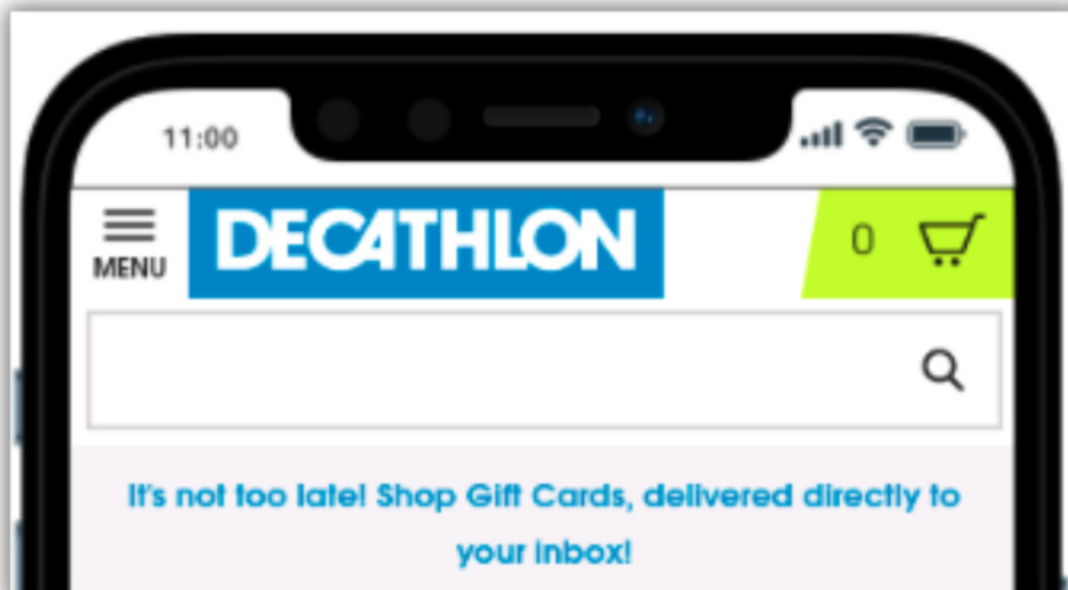 11:00
MENU
DECATHLON
0
It's not too late! Shop Gift Cards, delivered directly to
your inbox!